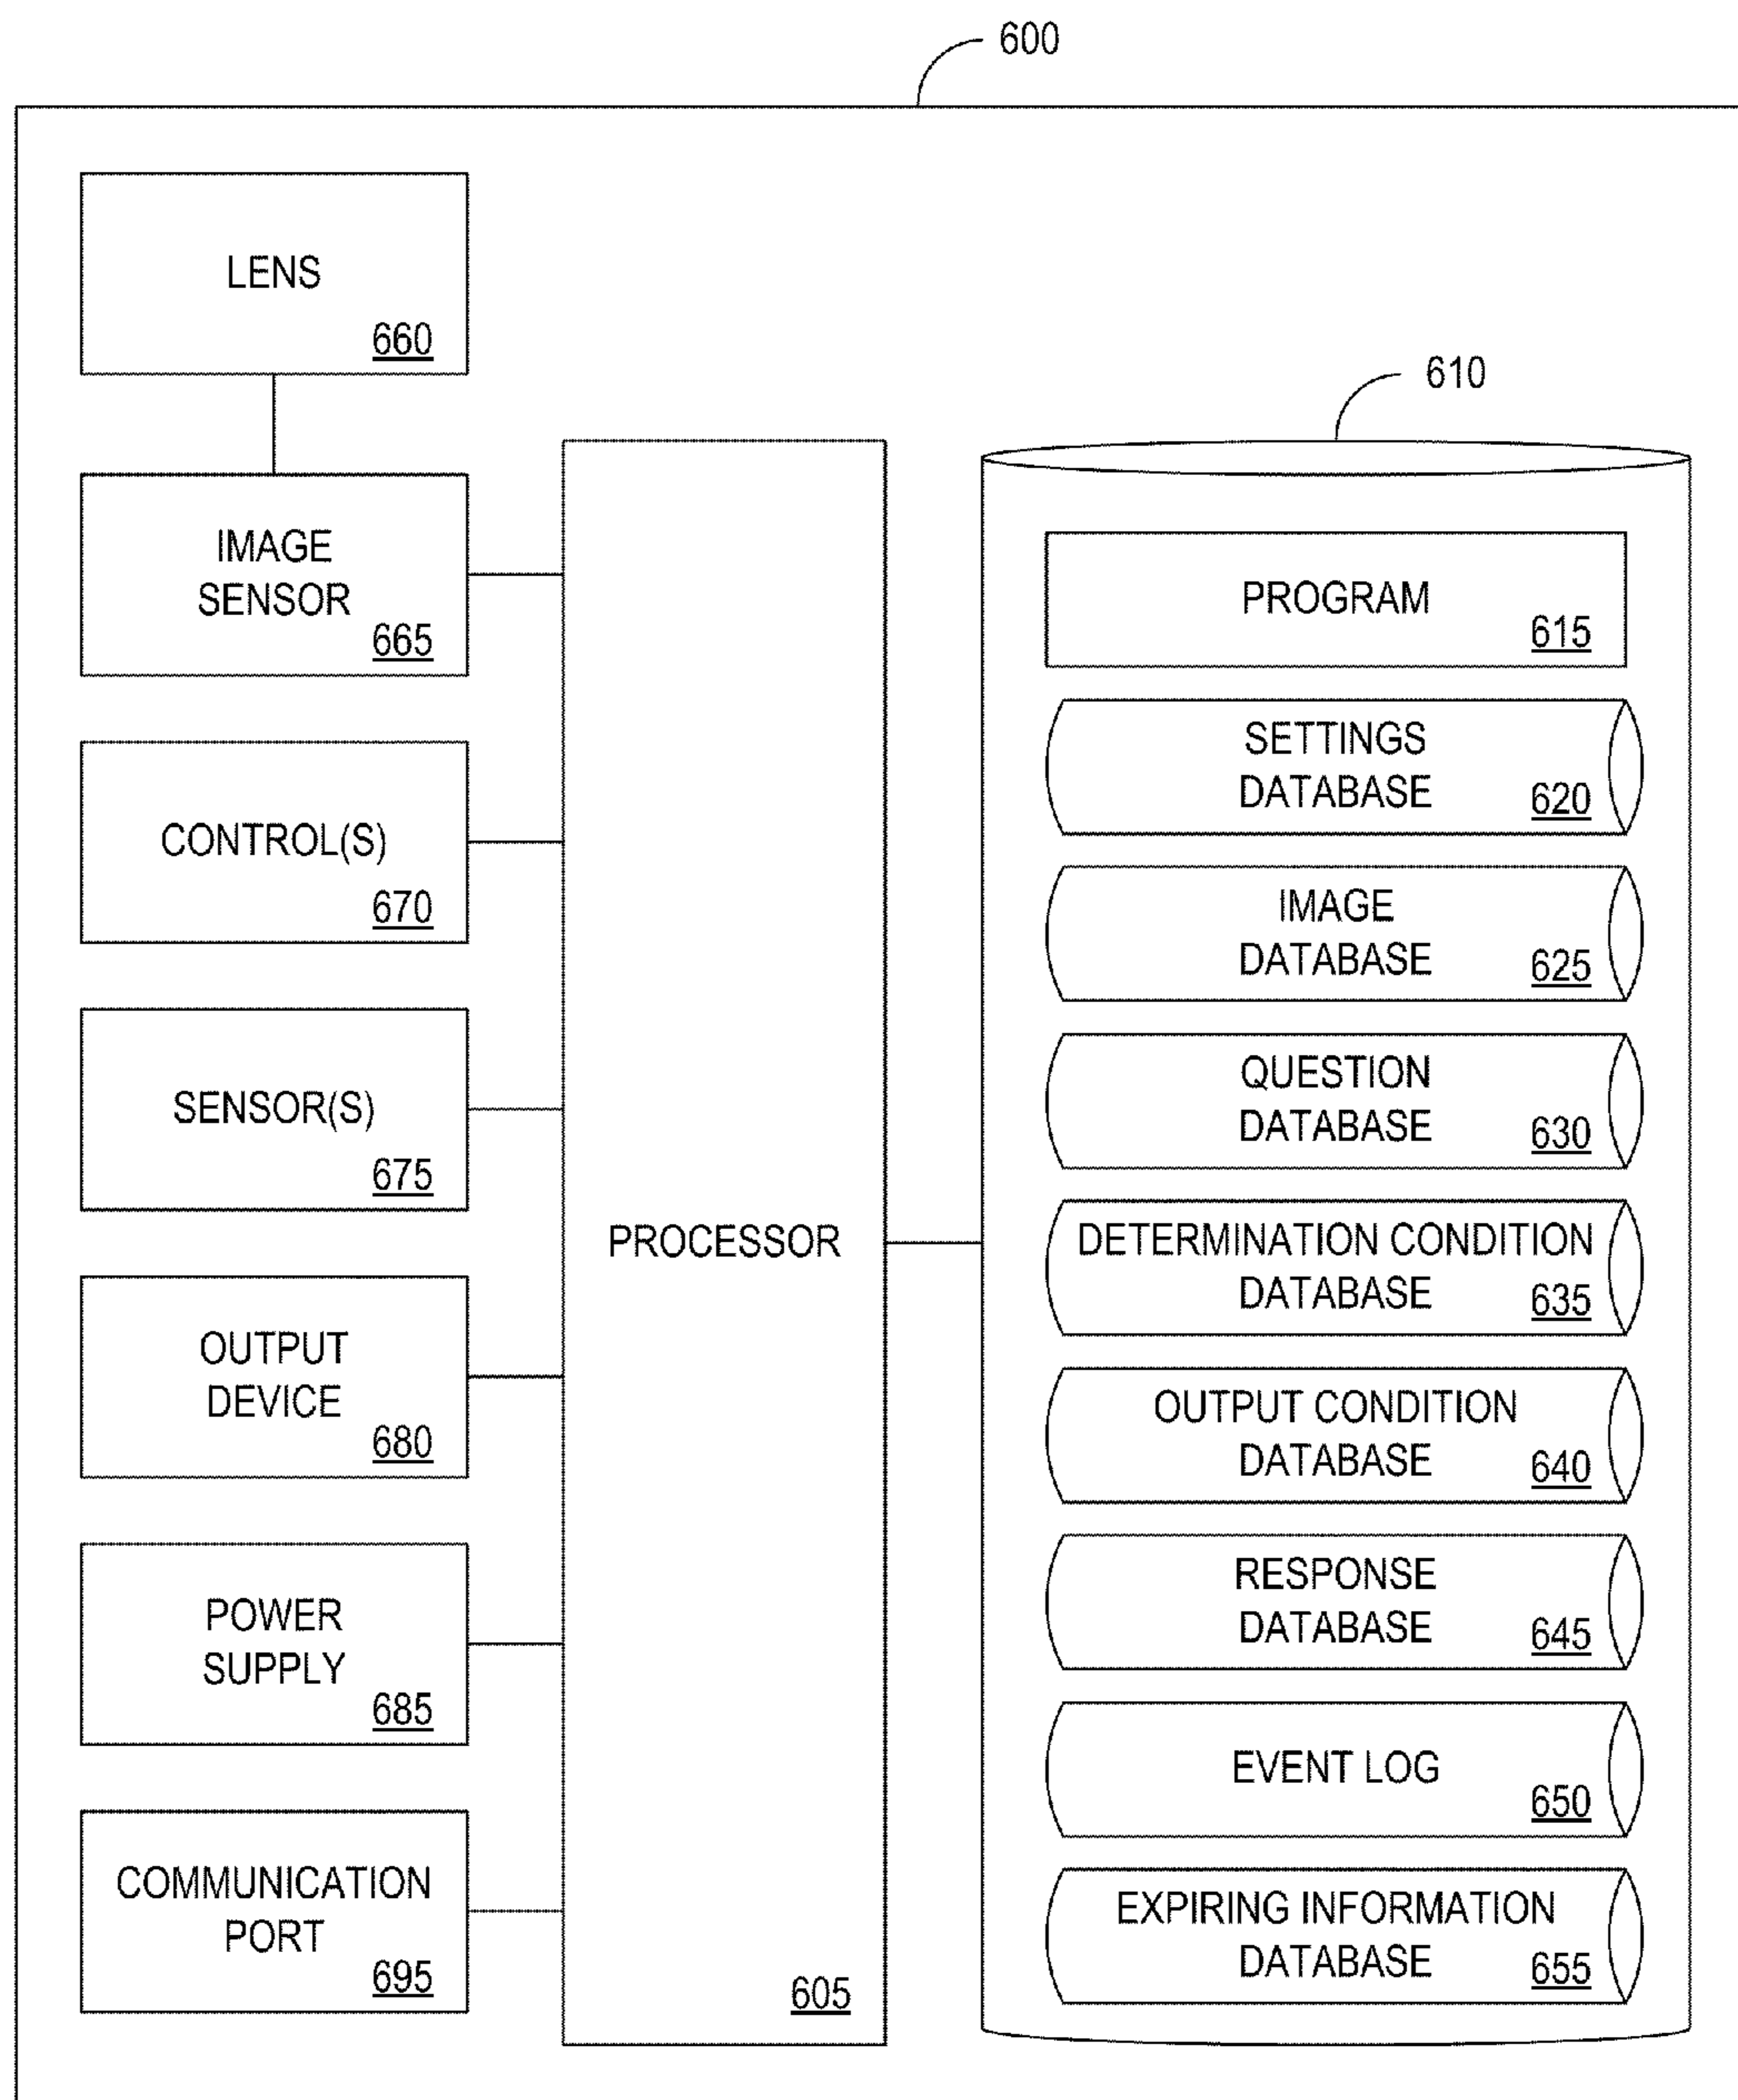 600
LENS
660
610
IMAGE
SENSOR
665
CONTROL(S)
670
SENSOR(S)
675
OUTPUT
DEVICE
680
POWER
SUPPLY
685
COMMUNICATION
PORT
695
PROCESSOR
605
PROGRAM
615
SETTINGS
DATABASE
620
IMAGE
DATABASE
625
QUESTION
DATABASE
630
DETERMINATION CONDITION
DATABASE
635
OUTPUT CONDITION
DATABASE
640
RESPONSE
DATABASE
645
EVENT LOG
650
EXPIRING INFORMATION
DATABASE
655